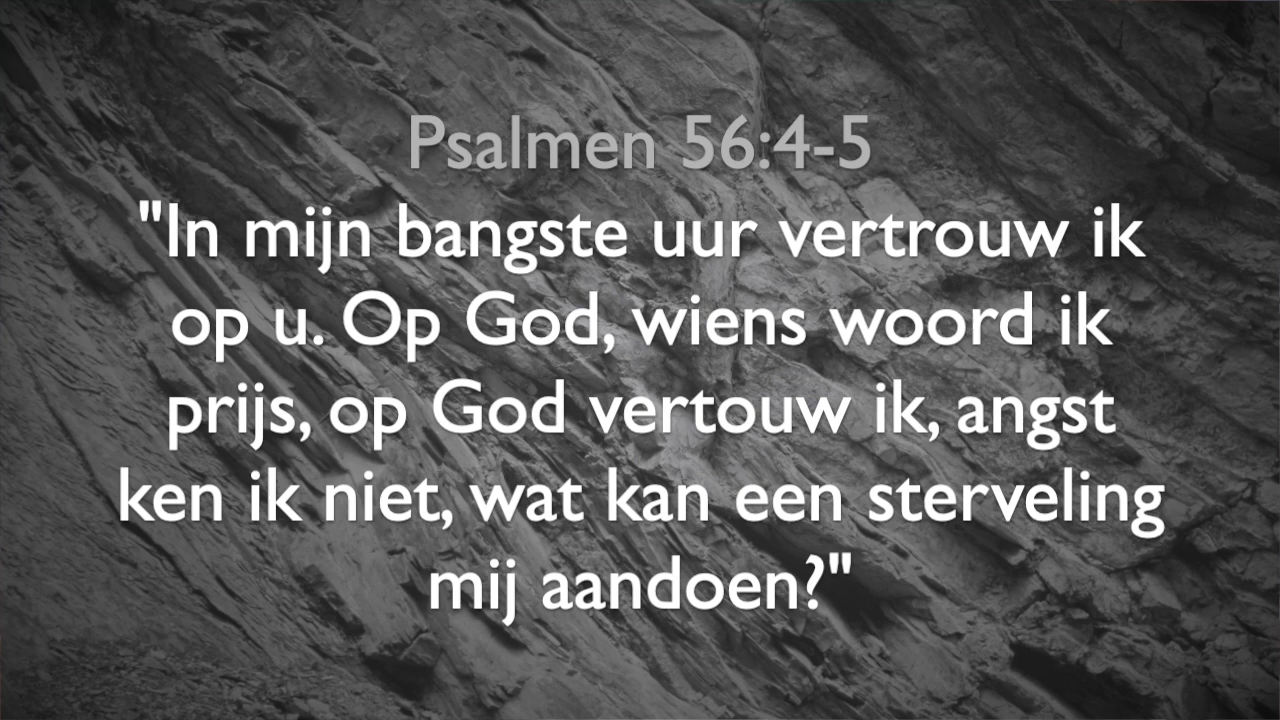 Psalmen 56:4-5
"In mijn bangste uur vertrouw ik
op u. Op God, wiens woord ik
prijs, op God vertouw ik, angst
ken ik niet, wat kan een sterveling
mij aandoen?"